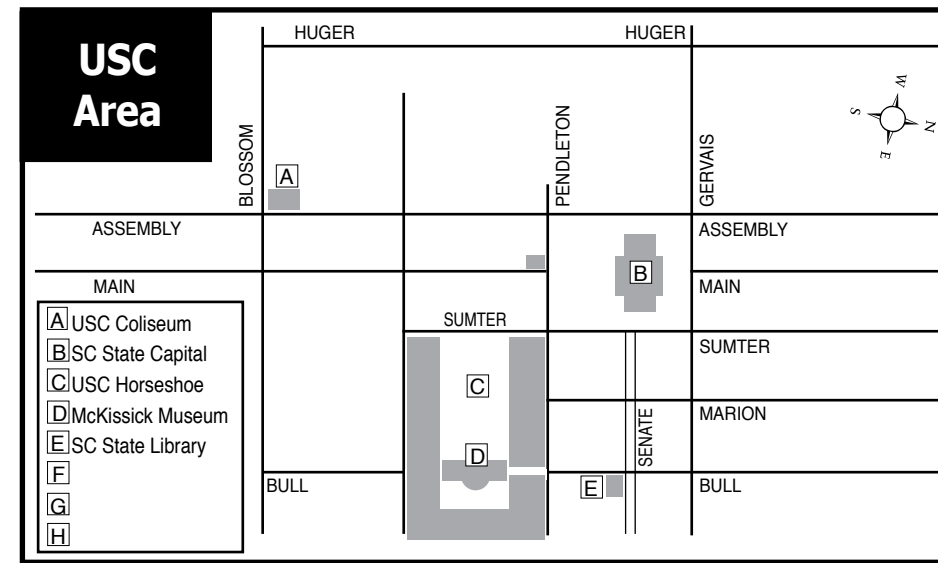 USC
Area
HUGER
HUGER
BLOSSOM
PENDLETON
GERVAIS
W
S
N
E
A
ASSEMBLY
ASSEMBLY
B
MAIN
MAIN
SUMTER
SUMTER
C
MARION
SENATE
D
BULL
E
BULL
A USC Coliseum
B SC State Capital
C USC Horseshoe
D McKissick Museum
E SC State Library
F
G
H